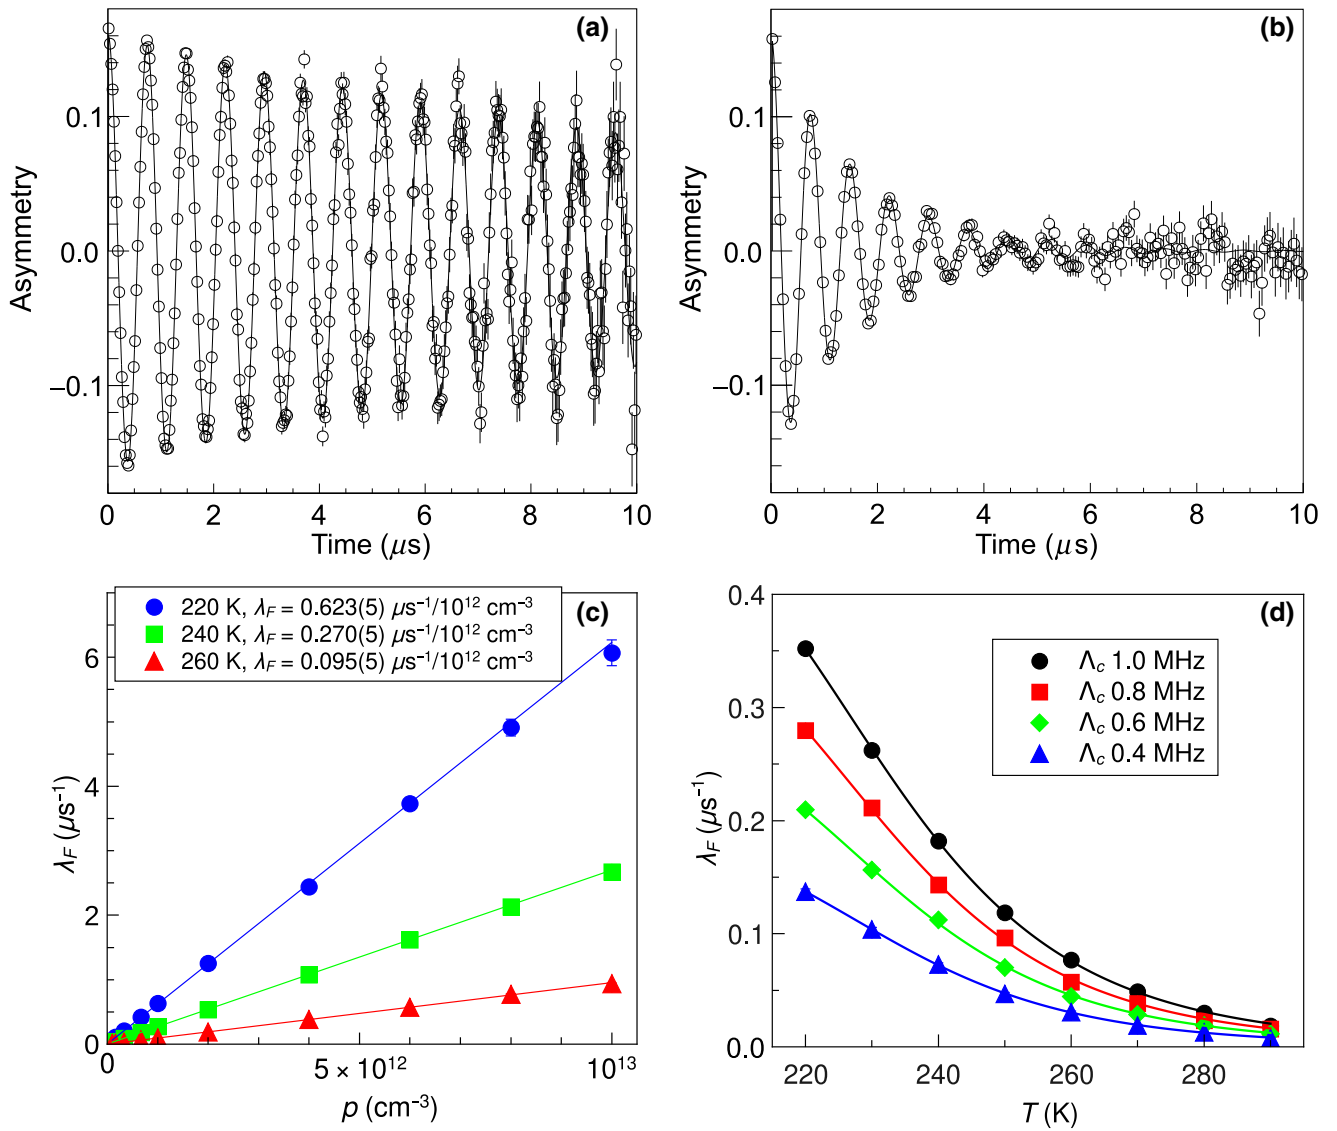 (a)
Asymmetry
0.1
0.0
−0.1
0 2 4 6 8 10
Time (μs)
(b)
Asymmetry
0.1
0.0
−0.1
0 2 4 6 8 10
Time (μs)
(c)
220 K, λF = 0.623(5) μs⁻¹/10¹² cm⁻³
240 K, λF = 0.270(5) μs⁻¹/10¹² cm⁻³
260 K, λF = 0.095(5) μs⁻¹/10¹² cm⁻³
λF (μs⁻¹)
6
4
2
0
0 5 × 10¹² 10¹³
p (cm⁻³)
(d)
Λc 1.0 MHz
Λc 0.8 MHz
Λc 0.6 MHz
Λc 0.4 MHz
λF (μs⁻¹)
0.4
0.3
0.2
0.1
0.0
220 240 260 280
T (K)